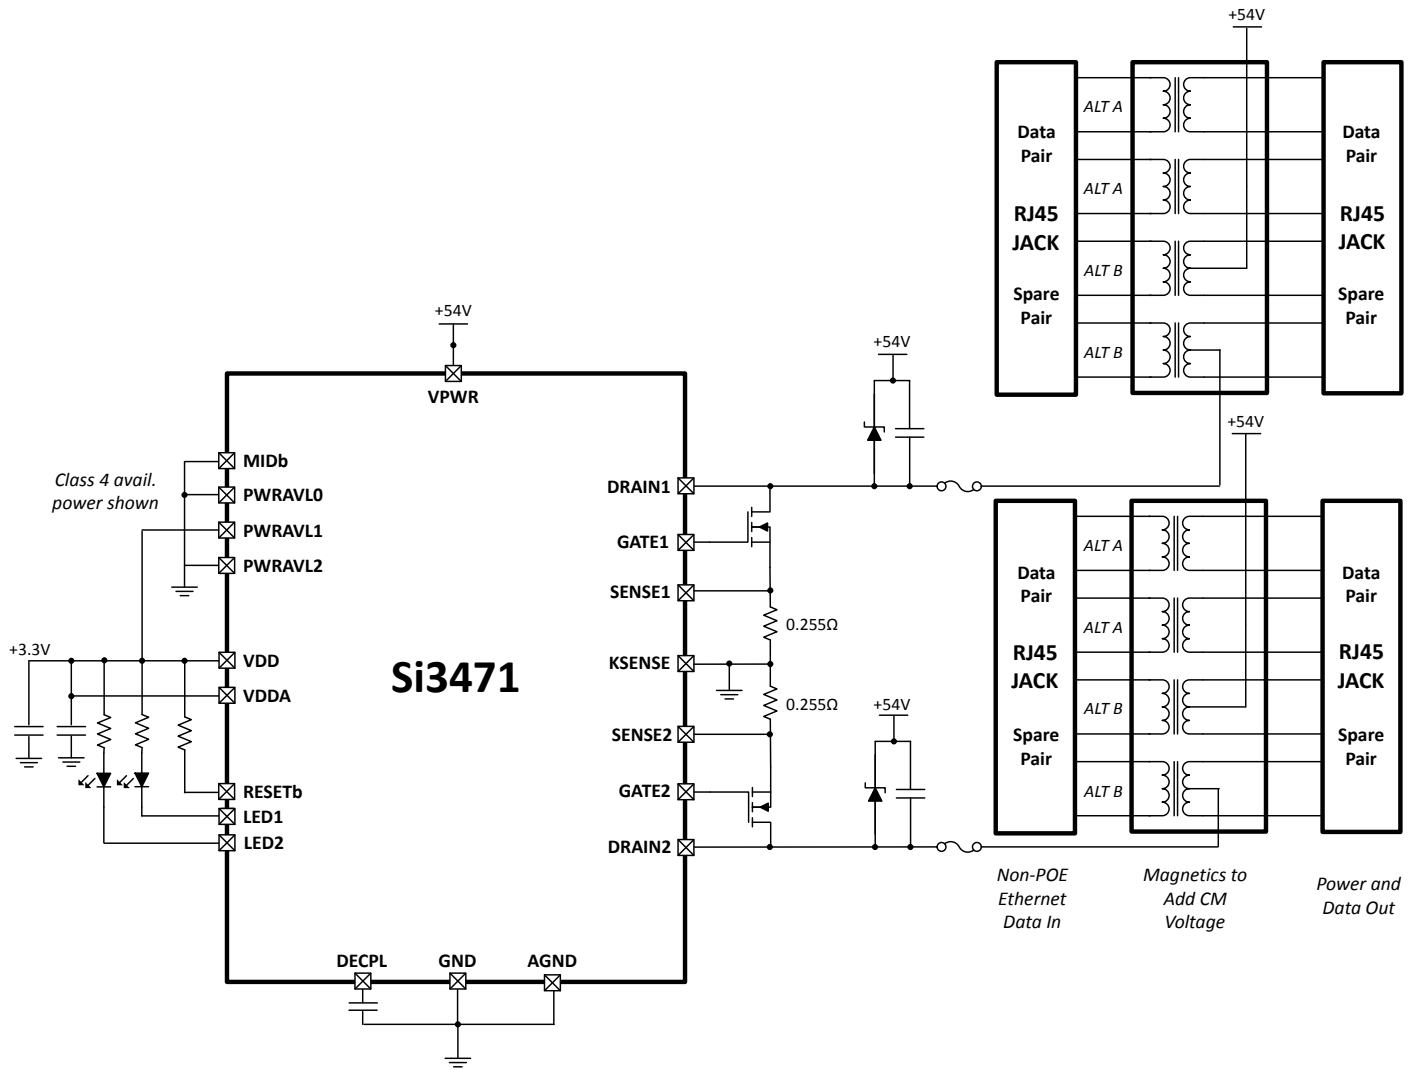 +54V
ALT A
Data
Pair
ALT A
RJ45
JACK
ALT B
Spare
Pair
ALT B
Data
Pair
RJ45
JACK
Spare
Pair
+54V
VPWR
Class 4 avail.
power shown
MIDb
PWRAVL0
PWRAVL1
PWRAVL2
+3.3V
VDD
VDDA
RESETb
LED1
LED2
Si3471
DECPL
GND
AGND
DRAIN1
GATE1
SENSE1
KSENSE
SENSE2
GATE2
DRAIN2
0.255Ω
0.255Ω
+54V
+54V
+54V
ALT A
Data
Pair
ALT A
RJ45
JACK
ALT B
Spare
Pair
ALT B
Data
Pair
RJ45
JACK
Spare
Pair
Non-POE
Ethernet
Data In
Magnetics to
Add CM
Voltage
Power and
Data Out